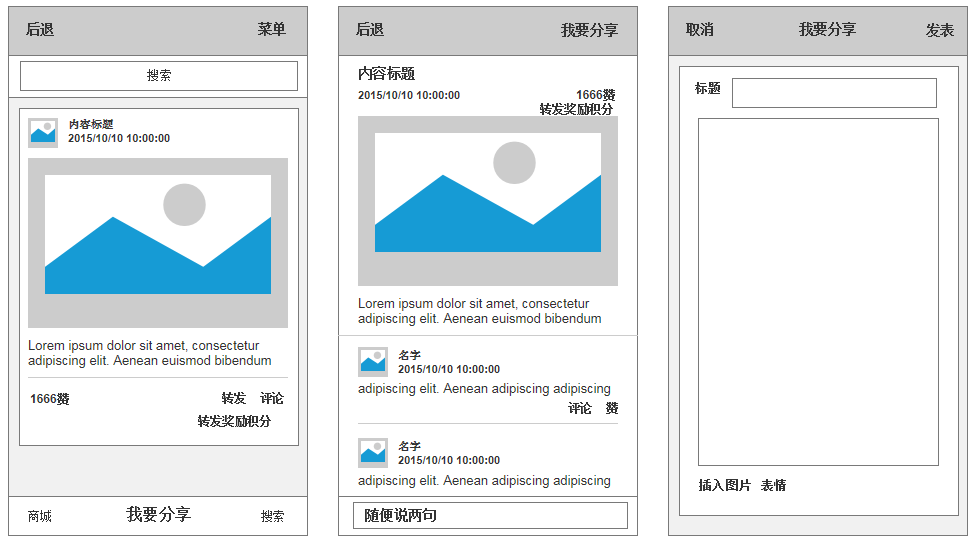 后退
菜单
搜索
内容标题
2015/10/10 10:00:00
Lorem ipsum dolor sit amet, consectetur
adipiscing elit. Aenean euismod bibendum
1666赞
转发 评论
转发奖励积分
商城
我要分享
搜索
后退
我要分享
内容标题
2015/10/10 10:00:00
1666赞
转发奖励积分
Lorem ipsum dolor sit amet, consectetur
adipiscing elit. Aenean euismod bibendum
名字
2015/10/10 10:00:00
adipiscing elit. Aenean adipiscing adipiscing
评论 赞
名字
2015/10/10 10:00:00
adipiscing elit. Aenean adipiscing adipiscing
随便说两句
取消
我要分享
发表
标题
插入图片 表情